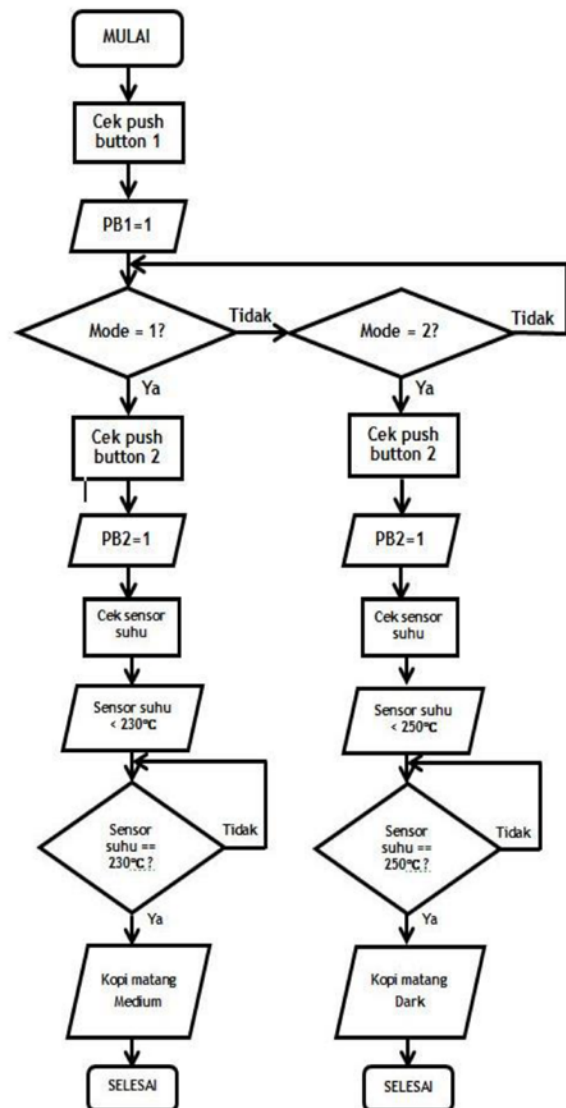 MULAI
Cek push
button 1
PB1=1
Mode = 1?
Tidak
Mode = 2?
Tidak
Ya
Ya
Cek push
button 2
PB2=1
Cek sensor
suhu
Sensor suhu
< 230°C
Sensor
suhu ==
230°C?
Tidak
Ya
Kopi matang
Medium
SELESAI
Cek push
button 2
PB2=1
Cek sensor
suhu
Sensor suhu
< 250°C
Sensor
suhu ==
250°C?
Tidak
Ya
Kopi matang
Dark
SELESAI